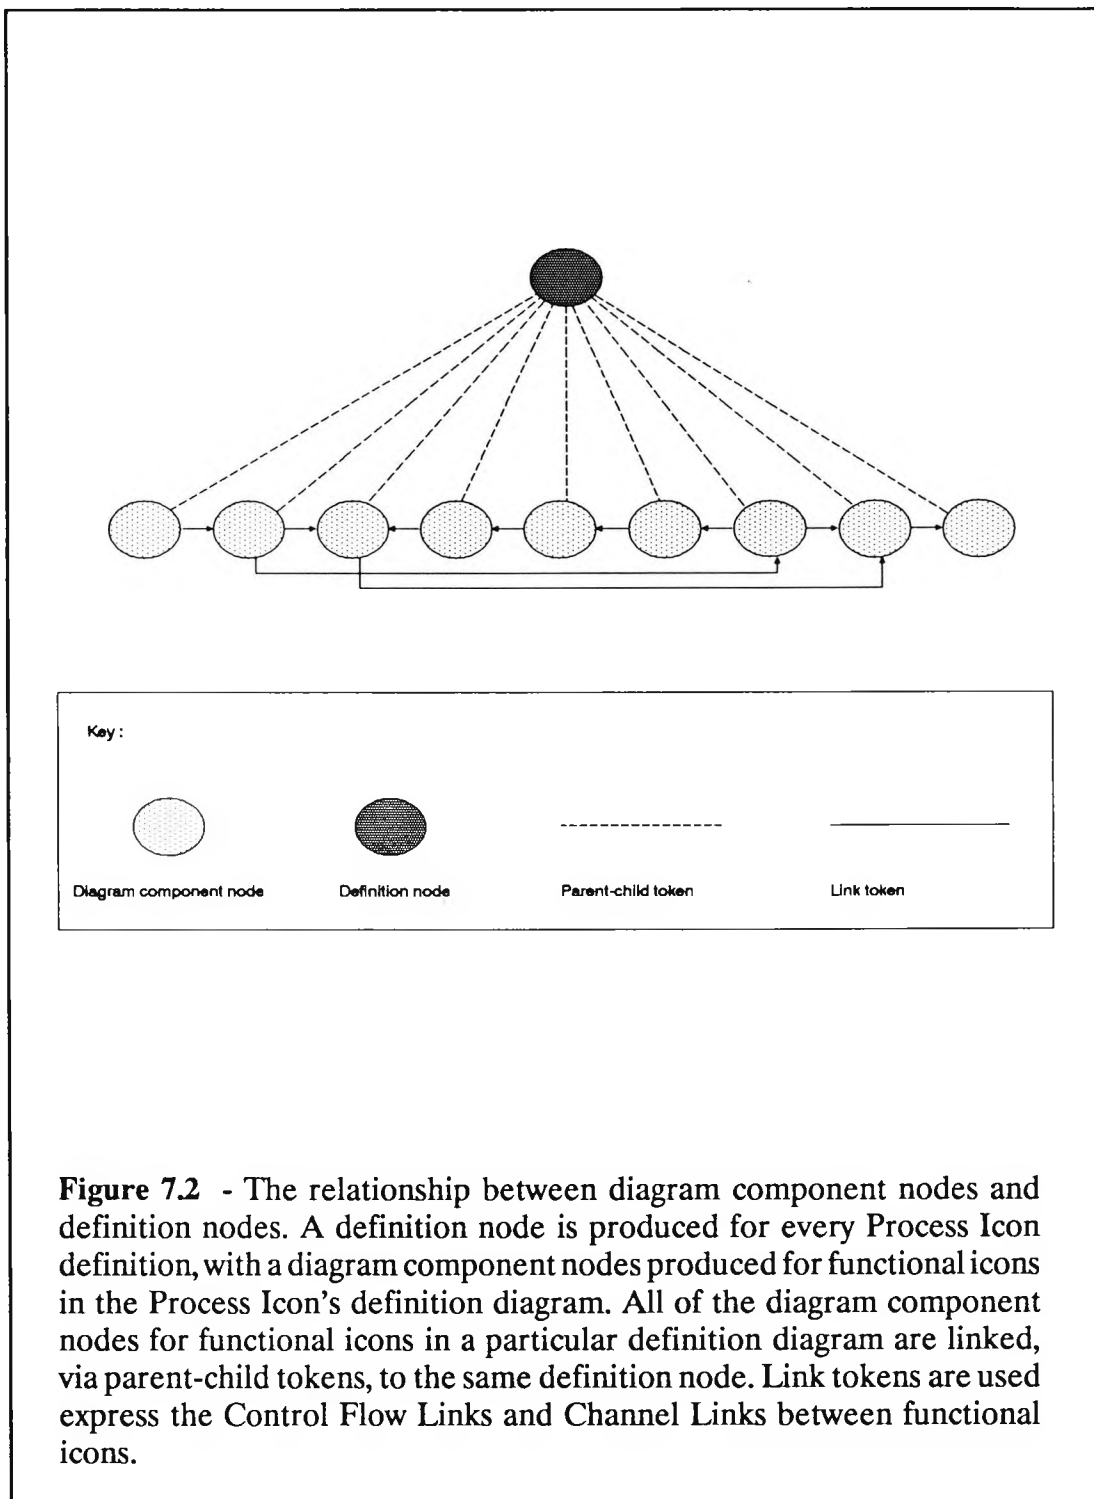 Key :
Diagram component node
Definition node
Parent-child token
Link token
Figure 7.2 - The relationship between diagram component nodes and
definition nodes. A definition node is produced for every Process Icon
definition, with a diagram component nodes produced for functional icons
in the Process Icon's definition diagram. All of the diagram component
nodes for functional icons in a particular definition diagram are linked,
via parent-child tokens, to the same definition node. Link tokens are used
express the Control Flow Links and Channel Links between functional
icons.